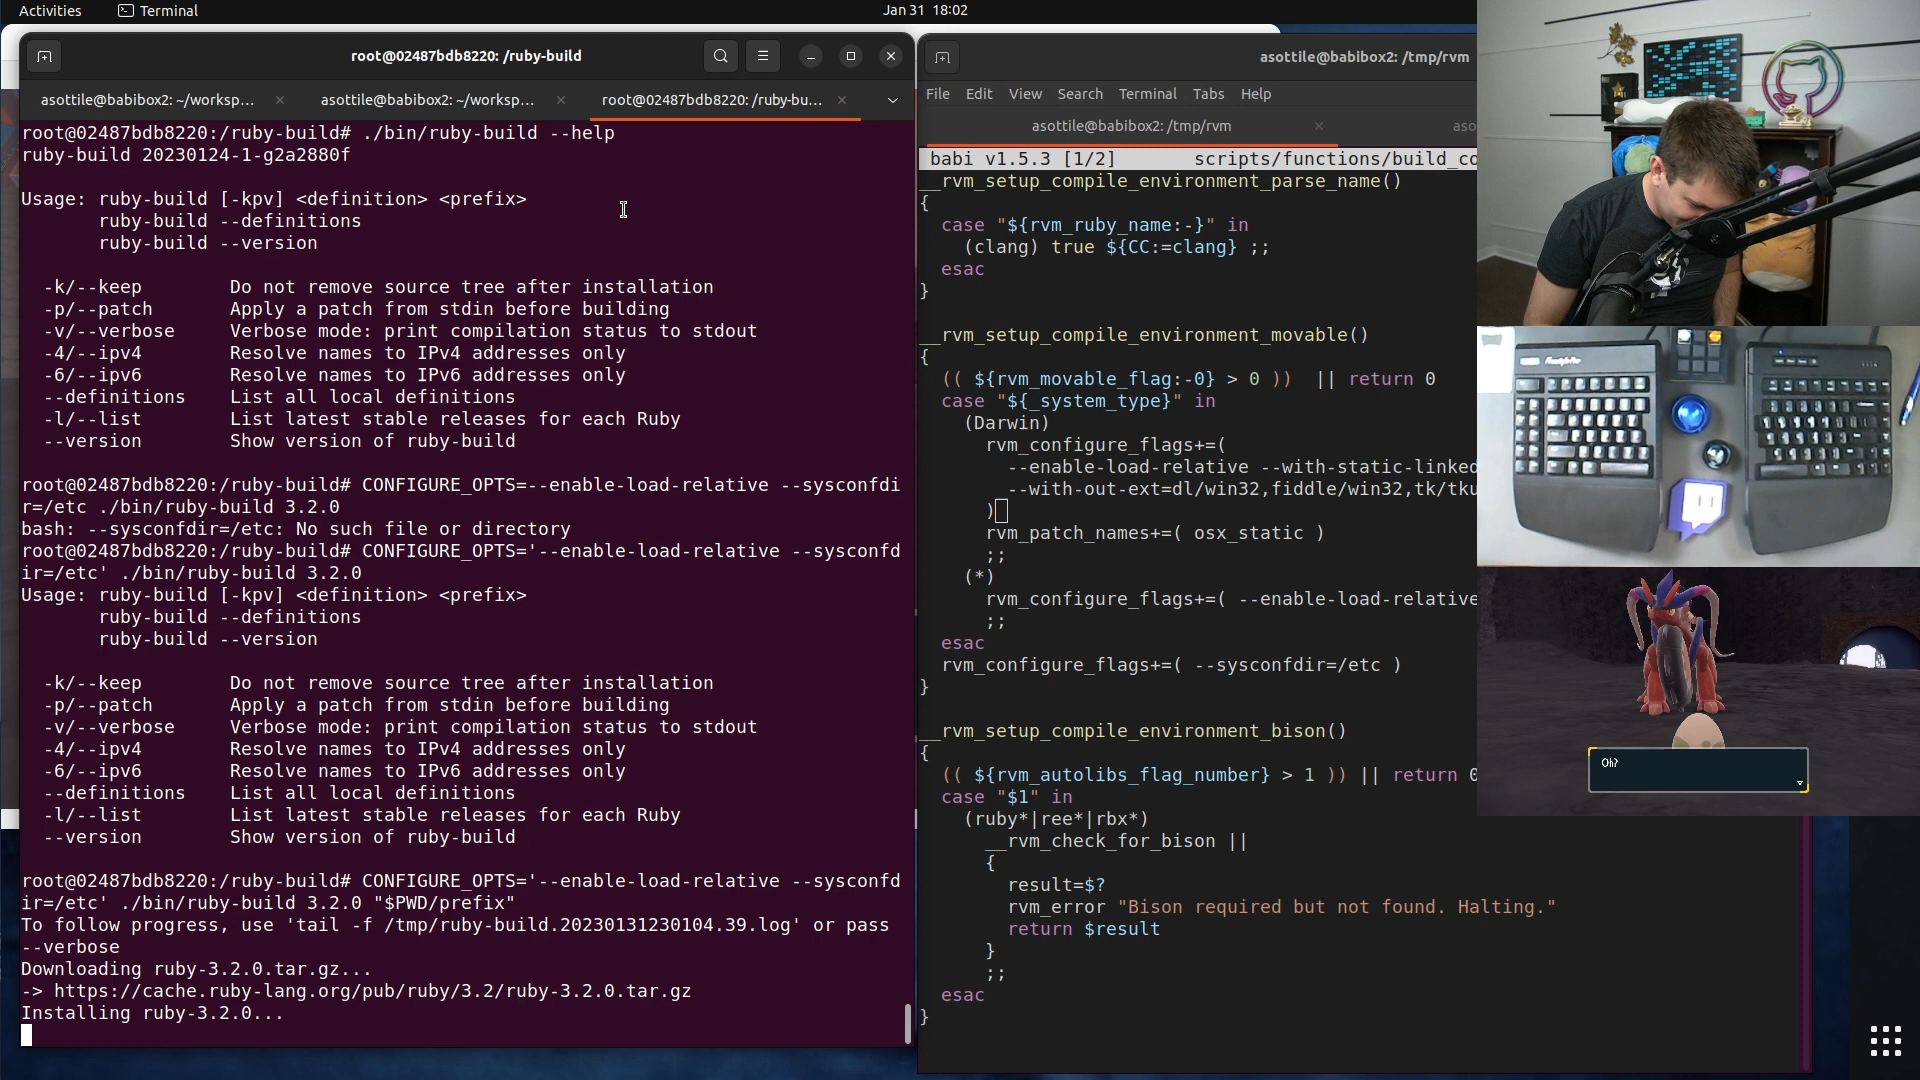 Activities
Terminal
Jan 31 18:02
root@02487bdb8220: /ruby-build
asottile@babibox2: ~/worksp...
asottile@babibox2: ~/worksp...
root@02487bdb8220: /ruby-bu...
root@02487bdb8220:/ruby-build# ./bin/ruby-build --help
ruby-build 20230124-1-g2a2880f
Usage: ruby-build [-kpv] <definition> <prefix>
ruby-build --definitions
ruby-build --version
-k/--keep Do not remove source tree after installation
-p/--patch Apply a patch from stdin before building
-v/--verbose Verbose mode: print compilation status to stdout
-4/--ipv4 Resolve names to IPv4 addresses only
-6/--ipv6 Resolve names to IPv6 addresses only
--definitions List all local definitions
-l/--list List latest stable releases for each Ruby
--version Show version of ruby-build
root@02487bdb8220:/ruby-build# CONFIGURE_OPTS=--enable-load-relative --sysconfdi
r=/etc ./bin/ruby-build 3.2.0
bash: --sysconfdir=/etc: No such file or directory
root@02487bdb8220:/ruby-build# CONFIGURE_OPTS='--enable-load-relative --sysconfd
ir=/etc' ./bin/ruby-build 3.2.0
Usage: ruby-build [-kpv] <definition> <prefix>
ruby-build --definitions
ruby-build --version
-k/--keep Do not remove source tree after installation
-p/--patch Apply a patch from stdin before building
-v/--verbose Verbose mode: print compilation status to stdout
-4/--ipv4 Resolve names to IPv4 addresses only
-6/--ipv6 Resolve names to IPv6 addresses only
--definitions List all local definitions
-l/--list List latest stable releases for each Ruby
--version Show version of ruby-build
root@02487bdb8220:/ruby-build# CONFIGURE_OPTS='--enable-load-relative --sysconfd
ir=/etc' ./bin/ruby-build 3.2.0 "$PWD/prefix"
To follow progress, use 'tail -f /tmp/ruby-build.20230131230104.39.log' or pass
--verbose
Downloading ruby-3.2.0.tar.gz...
-> https://cache.ruby-lang.org/pub/ruby/3.2/ruby-3.2.0.tar.gz
Installing ruby-3.2.0...
asottile@babibox2: /tmp/rvm
File Edit View Search Terminal Tabs Help
asottile@babibox2: /tmp/rvm
aso
babi v1.5.3 [1/2] scripts/functions/build_co
__rvm_setup_compile_environment_parse_name()
{
case "${rvm_ruby_name:-}" in
(clang) true ${CC:=clang} ;;
esac
}
__rvm_setup_compile_environment_movable()
{
(( ${rvm_movable_flag:-0} > 0 )) || return 0
case "${_system_type}" in
(Darwin)
rvm_configure_flags+=(
--enable-load-relative --with-static-linked
--with-out-ext=dl/win32,fiddle/win32,tk/tku
)
rvm_patch_names+=( osx_static )
;;
(*)
rvm_configure_flags+=( --enable-load-relative
;;
esac
rvm_configure_flags+=( --sysconfdir=/etc )
}
__rvm_setup_compile_environment_bison()
{
(( ${rvm_autolibs_flag_number} > 1 )) || return 0
case "$1" in
(ruby*|ree*|rbx*)
__rvm_check_for_bison ||
{
result=$?
rvm_error "Bison required but not found. Halting."
return $result
}
;;
esac
}
Oh?